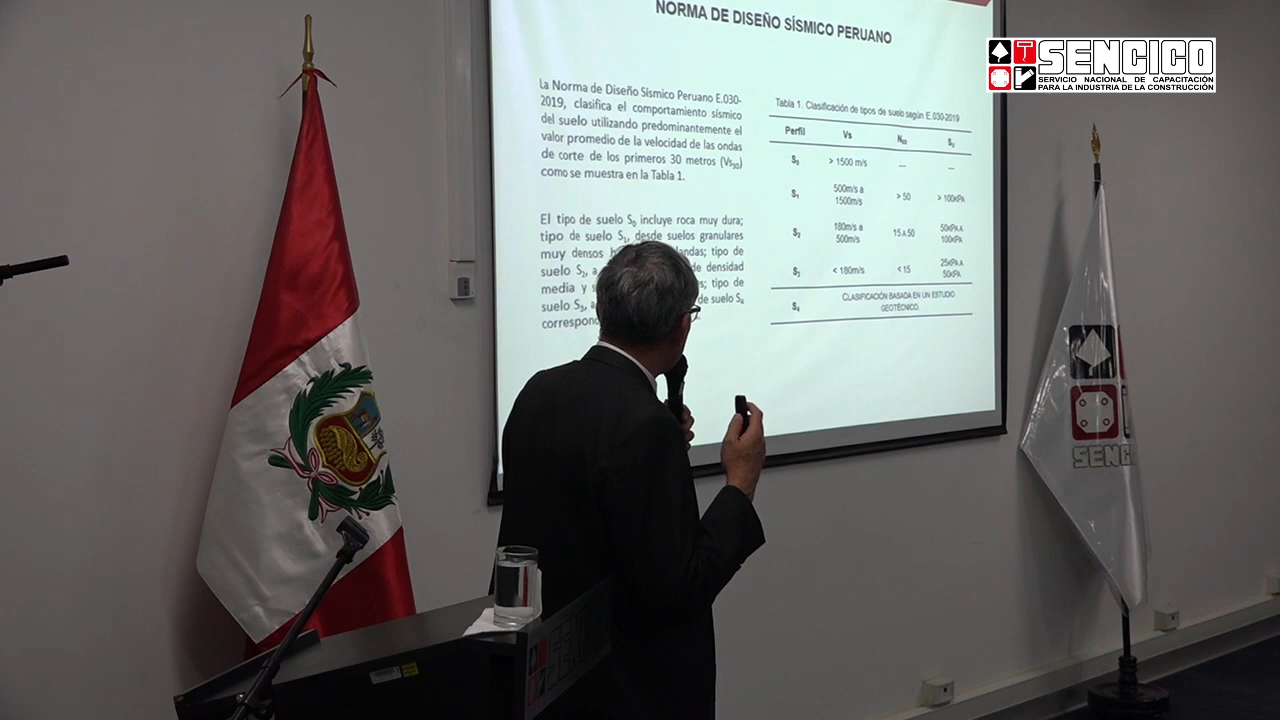 NORMA DE DISEÑO SÍSMICO PERUANO
SENCICO
SERVICIO NACIONAL DE CAPACITACIÓN
PARA LA INDUSTRIA DE LA CONSTRUCCIÓN
La Norma de Diseño Sísmico Peruano E.030-
2019, clasifica el comportamiento sísmico
del suelo utilizando predominantemente el
valor promedio de la velocidad de las ondas
de corte de los primeros 30 metros (Vs30)
como se muestra en la Tabla 1.
El tipo de suelo S0 incluye roca muy dura;
tipo de suelo S1, desde suelos granulares
muy densos
tipo de
suelo S2, a de densidad
media y tipo de
suelo S3, de suelo S4
Tabla 1. Clasificación de tipos de suelo según E.030-2019
Perfil Vs N60 Su
S0 > 1500 m/s — —
S1 500m/s a 1500m/s > 50 > 100KPA
S2 180m/s a 500m/s 15 A 50 50KPA A 100KPA
S3 < 180m/s < 15 25KPA A 50KPA
S4 CLASIFICACIÓN BASADA EN UN ESTUDIO
GEOTÉCNICO.
SENCICO